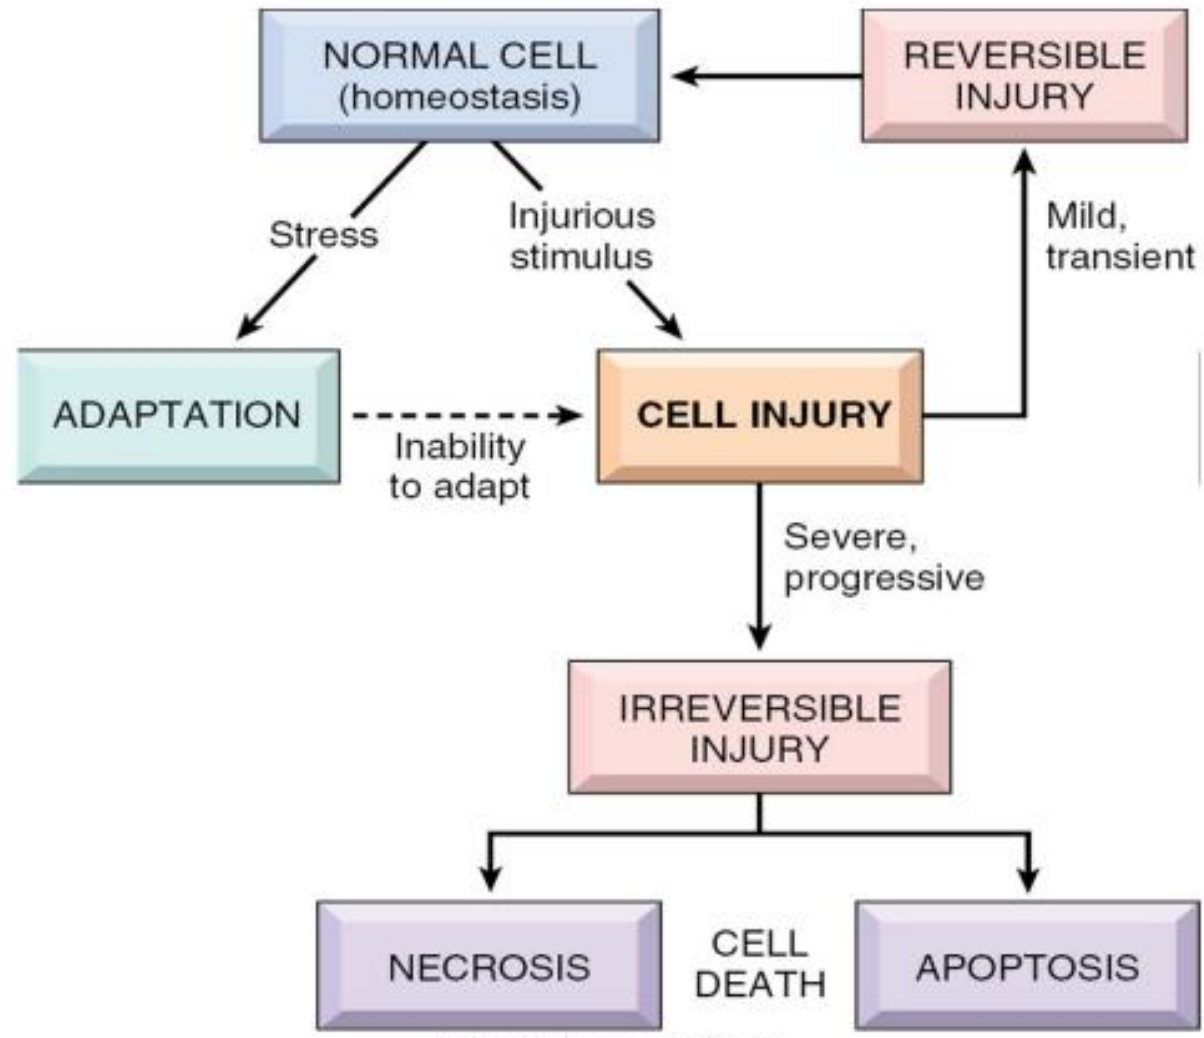 NORMAL CELL
(homeostasis)
REVERSIBLE
INJURY
Stress
Injurious
stimulus
Mild,
transient
ADAPTATION
Inability
to adapt
CELL INJURY
Severe,
progressive
IRREVERSIBLE
INJURY
NECROSIS
CELL
DEATH
APOPTOSIS